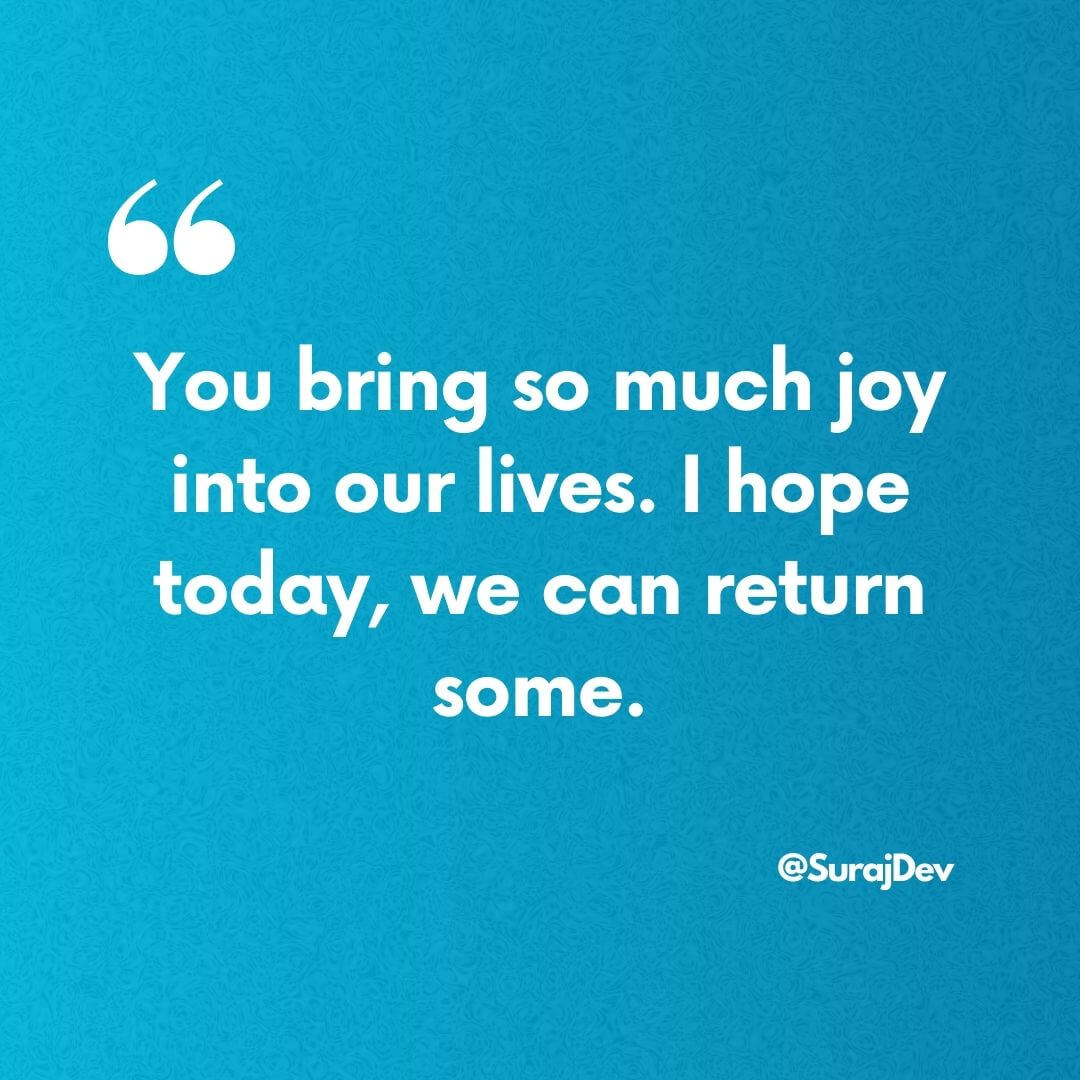 “
You bring so much joy
into our lives. I hope
today, we can return
some.
@SurajDev